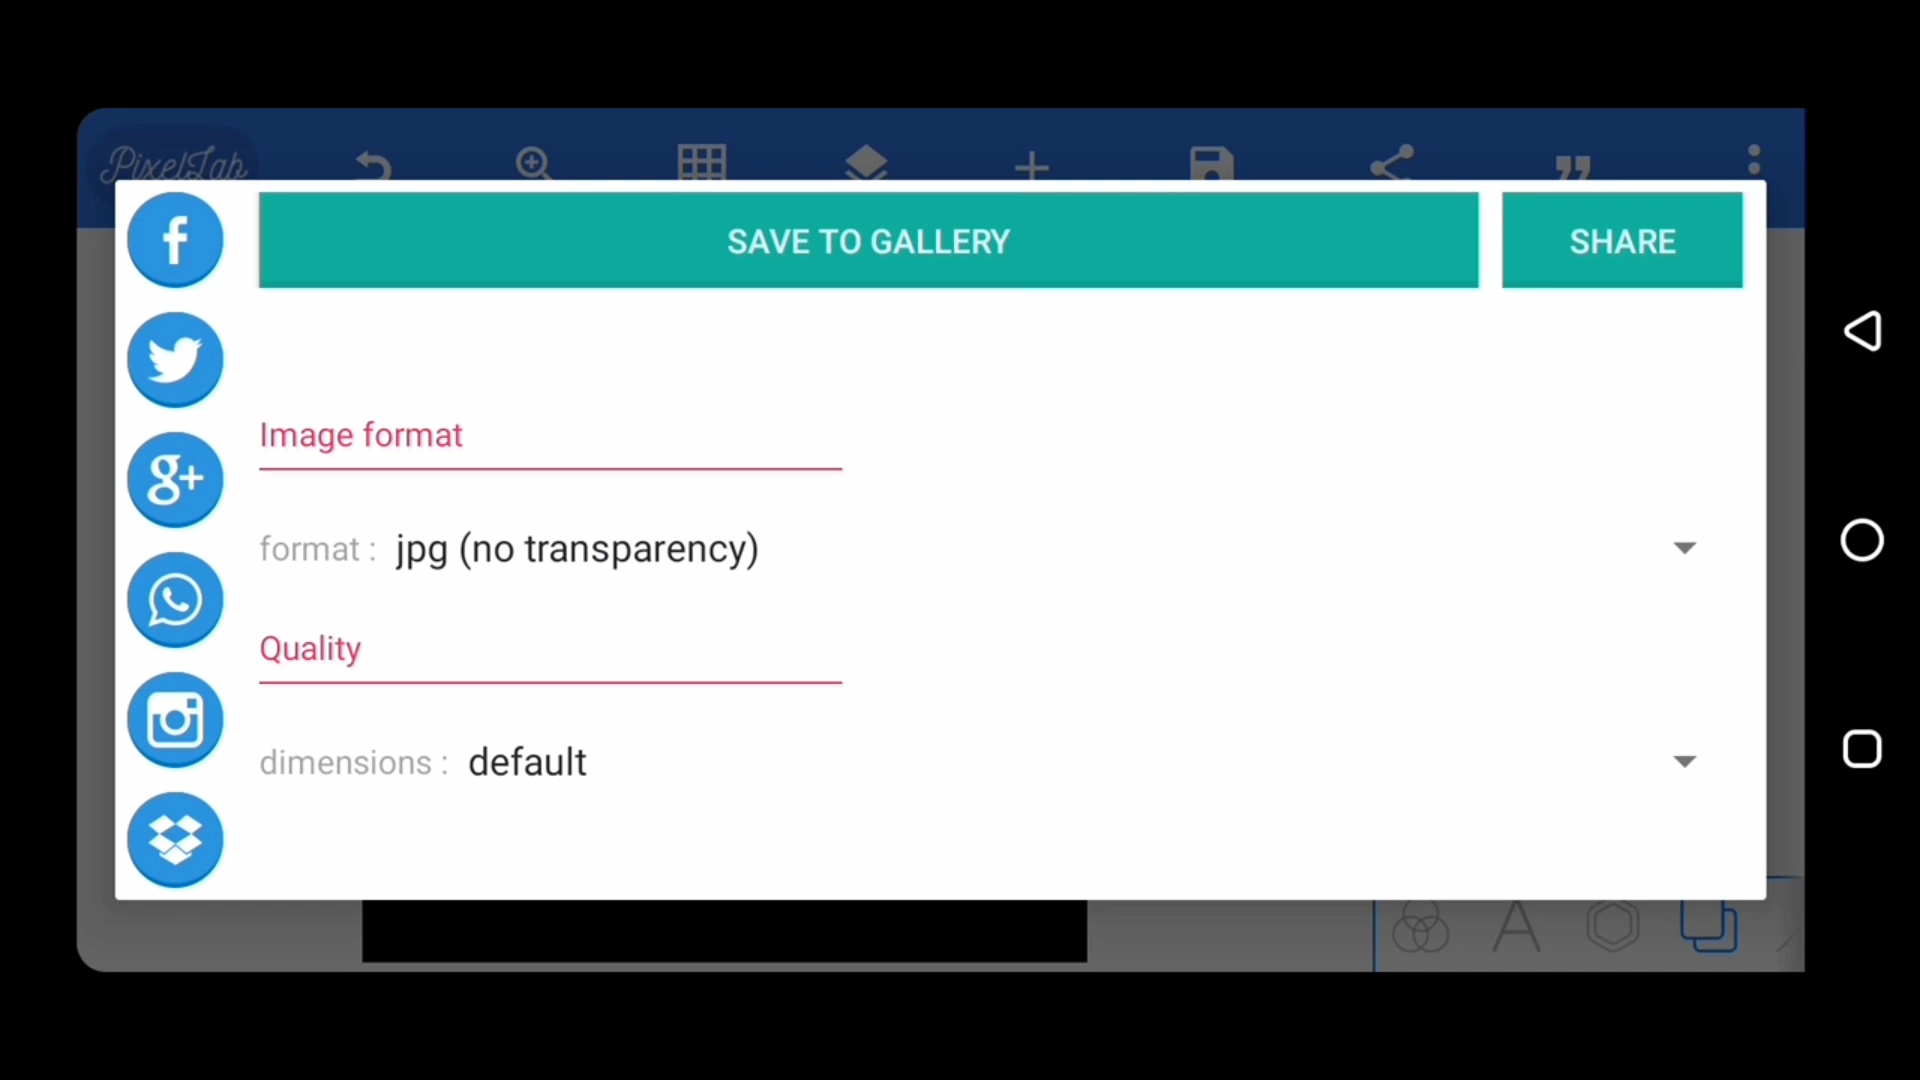 PixelLab
SAVE TO GALLERY
SHARE
Image format
format : jpg (no transparency)
Quality
dimensions : default